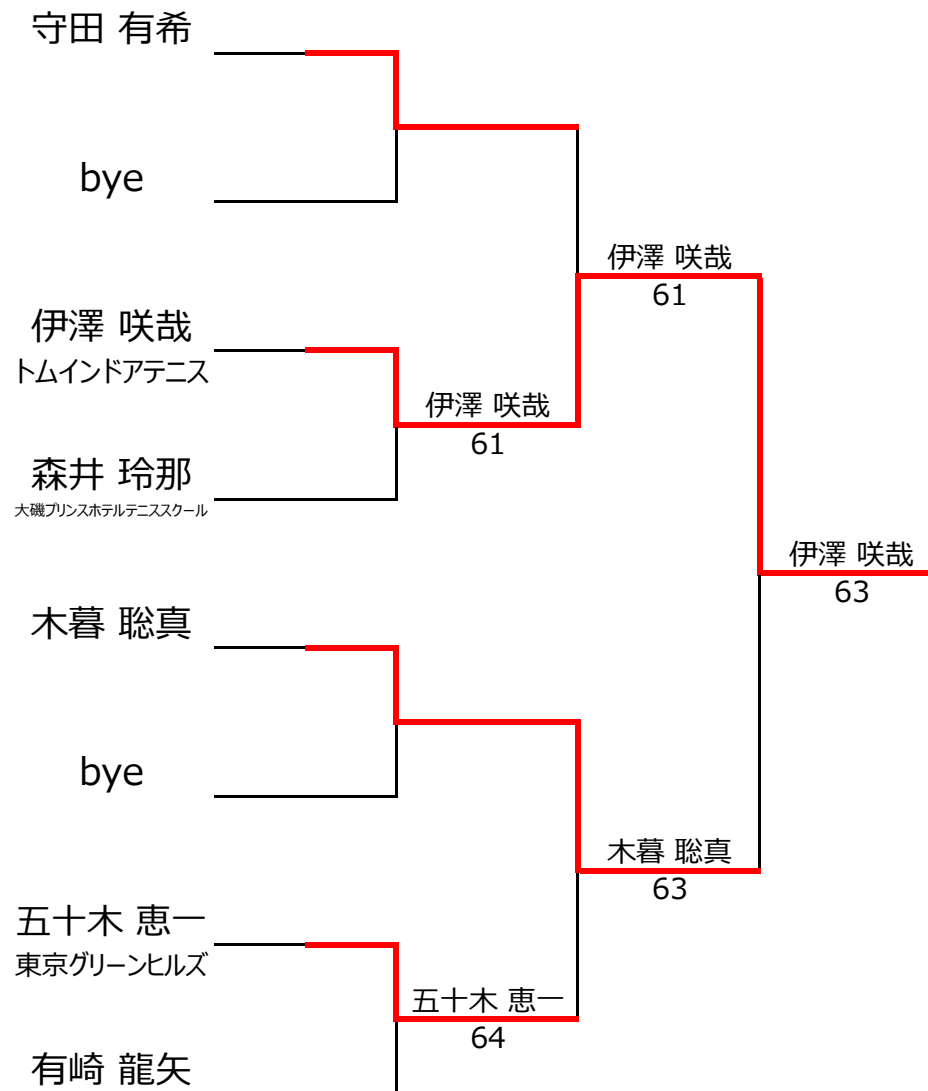 守田 有希
bye
伊澤 咲哉
61
伊澤 咲哉
トムインドアテニス
伊澤 咲哉
61
森井 玲那
大磯プリンスホテルテニススクール
伊澤 咲哉
63
木暮 聡真
bye
木暮 聡真
63
五十木 恵一
東京グリーンヒルズ
五十木 恵一
64
有崎 龍矢